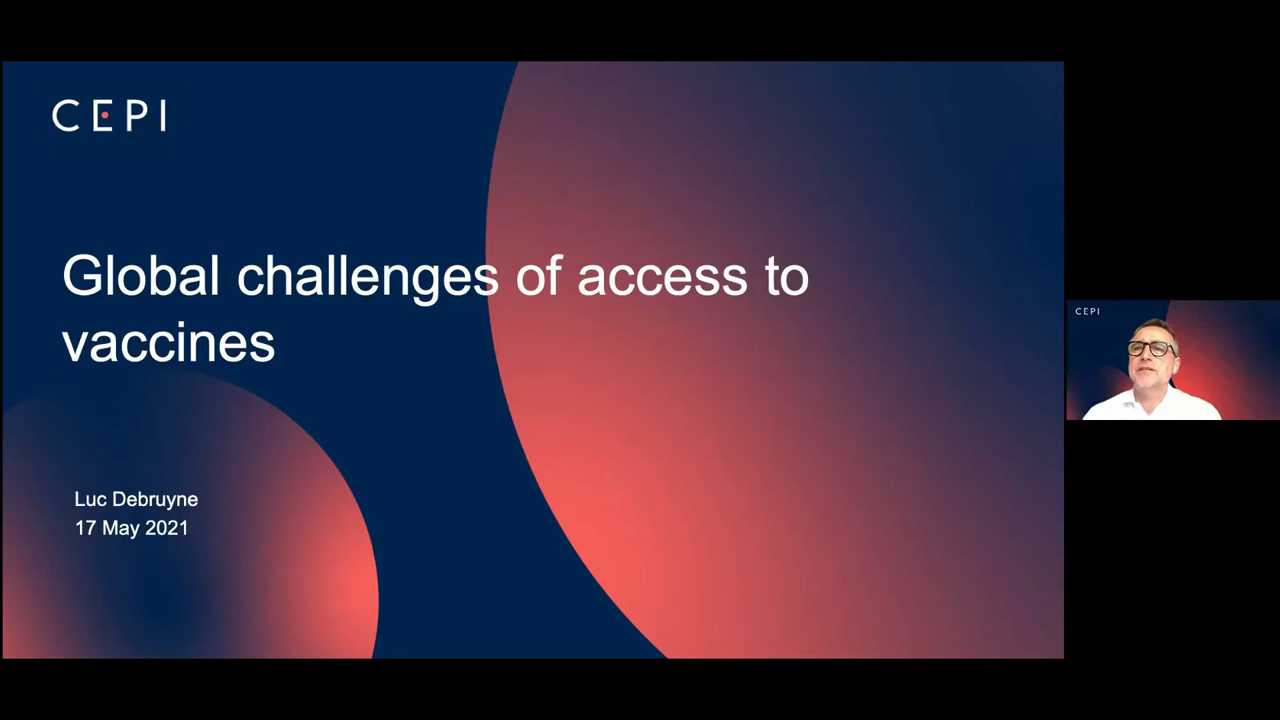 CEPI
Global challenges of access to
vaccines
Luc Debruyne
17 May 2021
CEPI